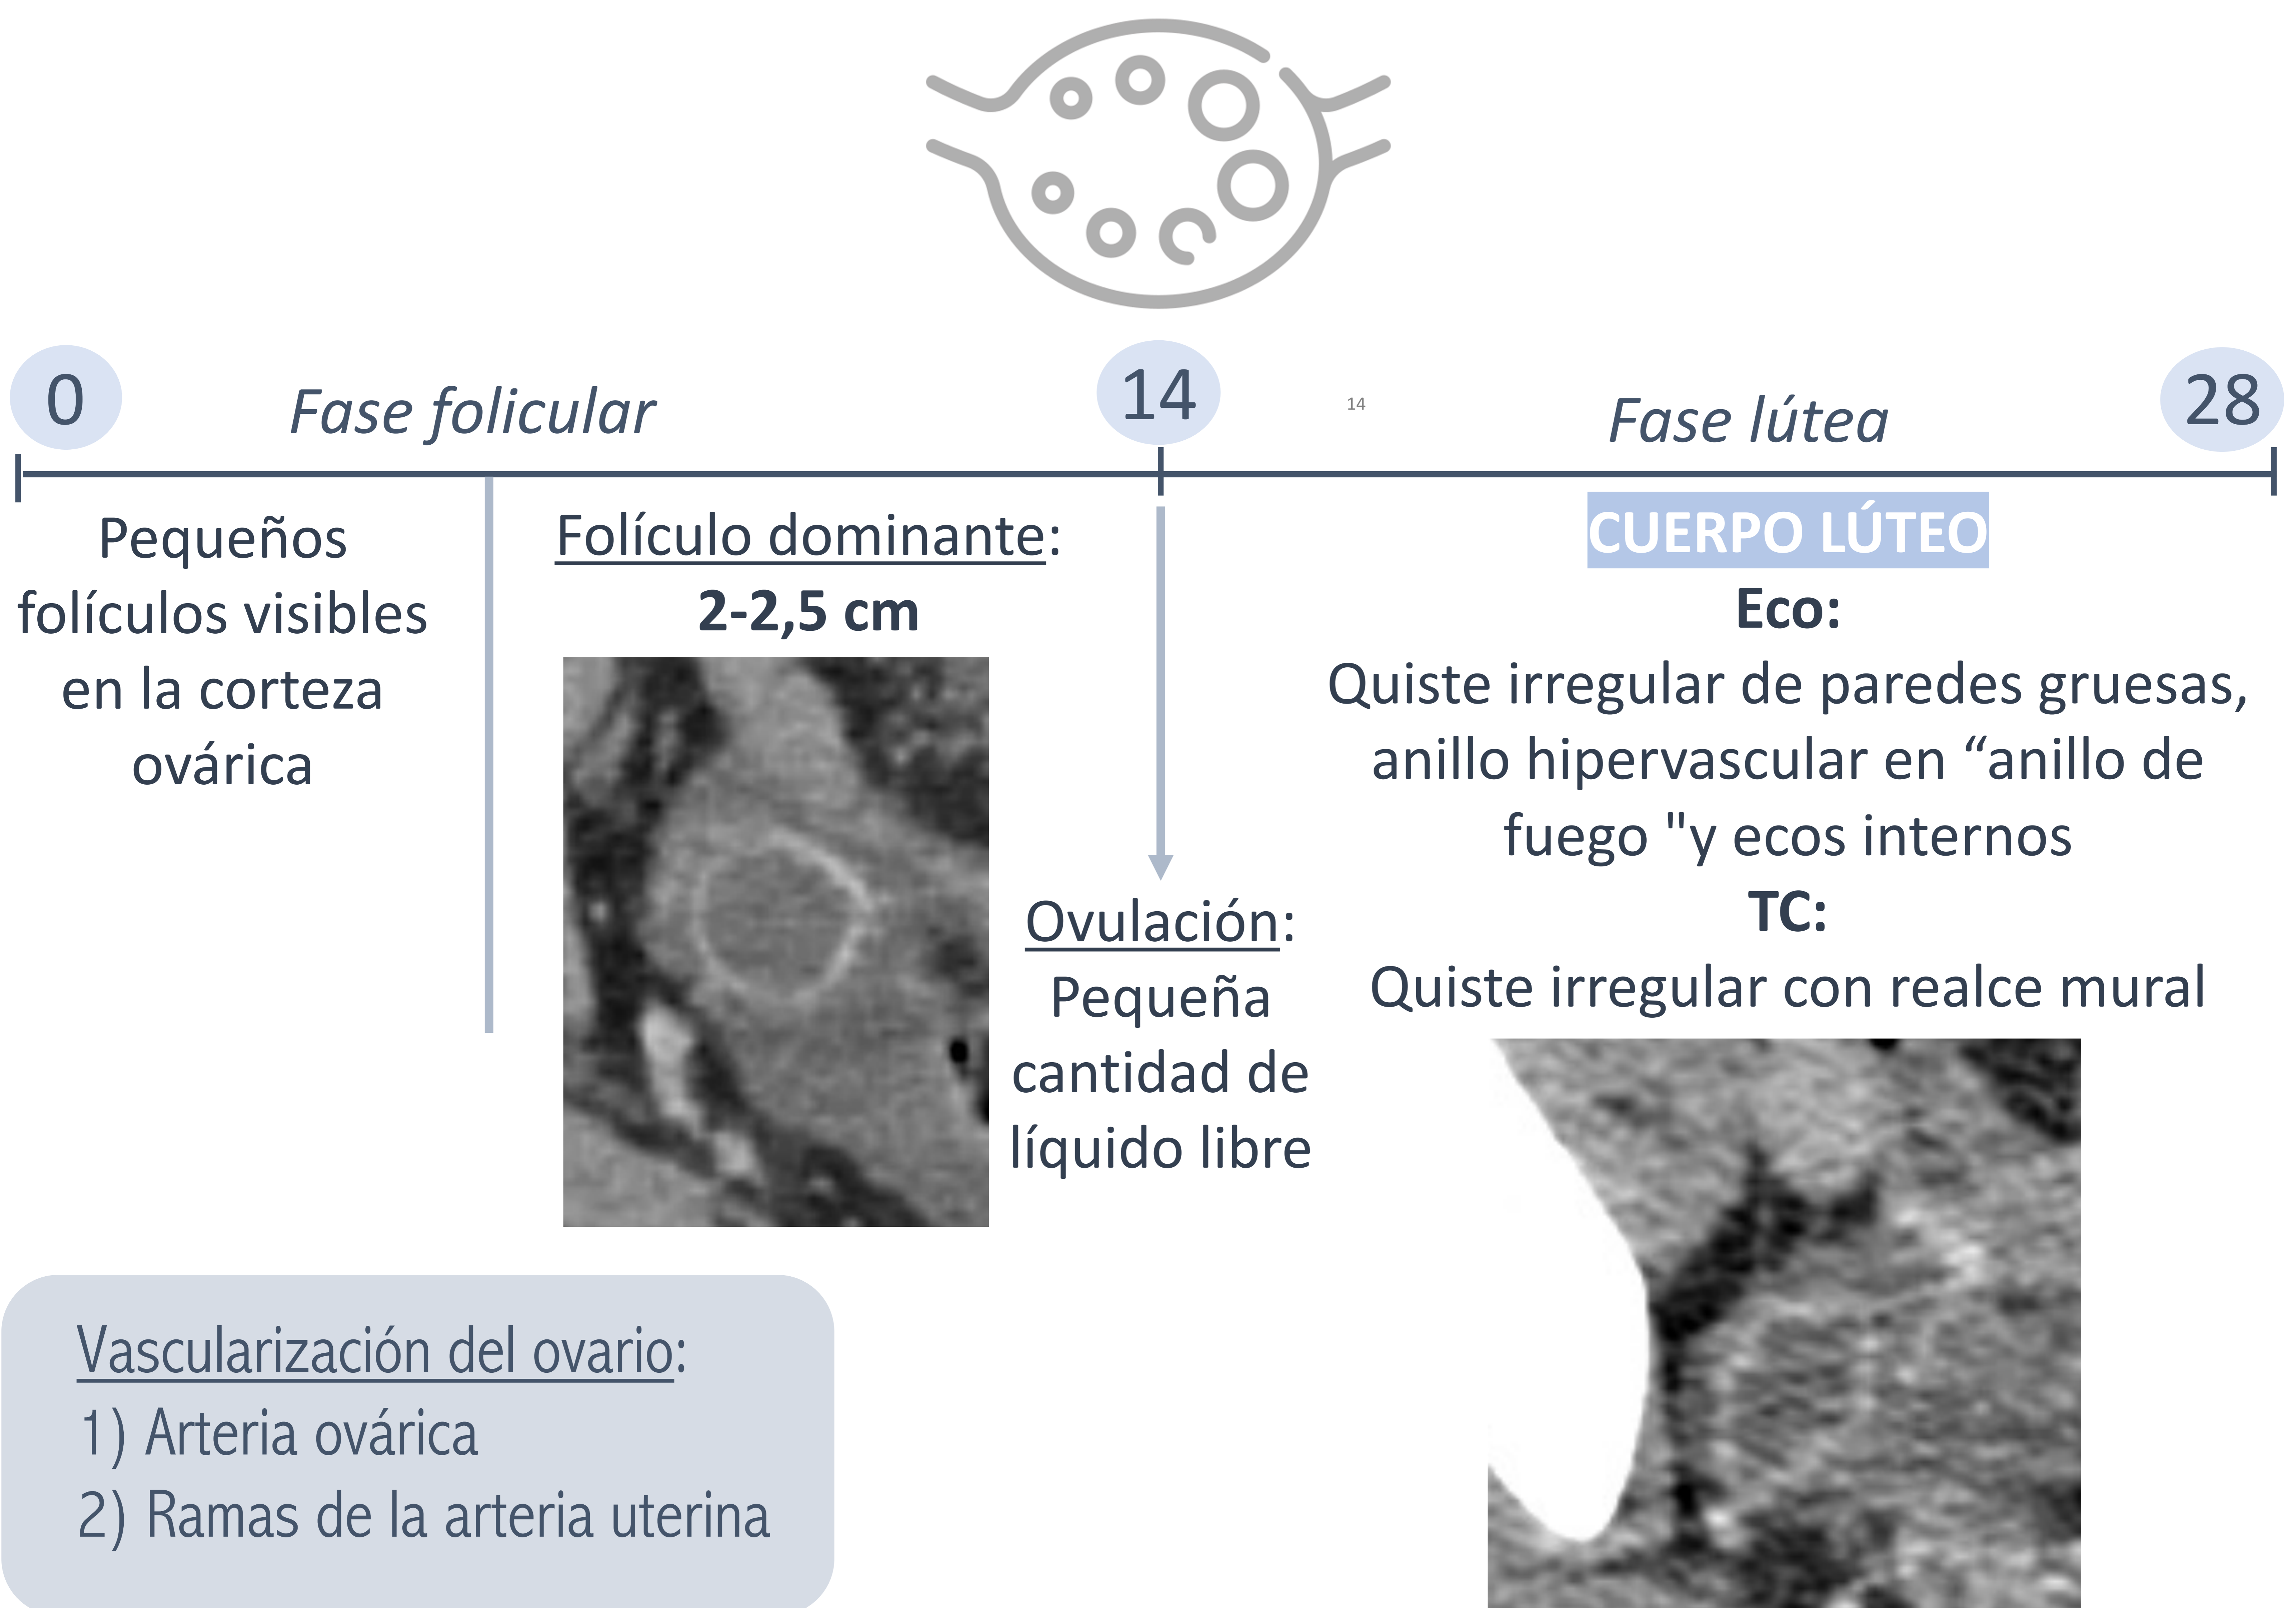 0
Fase folicular
14
14
Fase lútea
28
Pequeños
folículos visibles
en la corteza
ovárica
Folículo dominante:
2-2,5 cm
Ovulación:
Pequeña
cantidad de
líquido libre
CUERPO LÚTEO
Eco:
Quiste irregular de paredes gruesas,
anillo hipervascular en “anillo de
fuego "y ecos internos
TC:
Quiste irregular con realce mural
Vascularización del ovario:
1) Arteria ovárica
2) Ramas de la arteria uterina